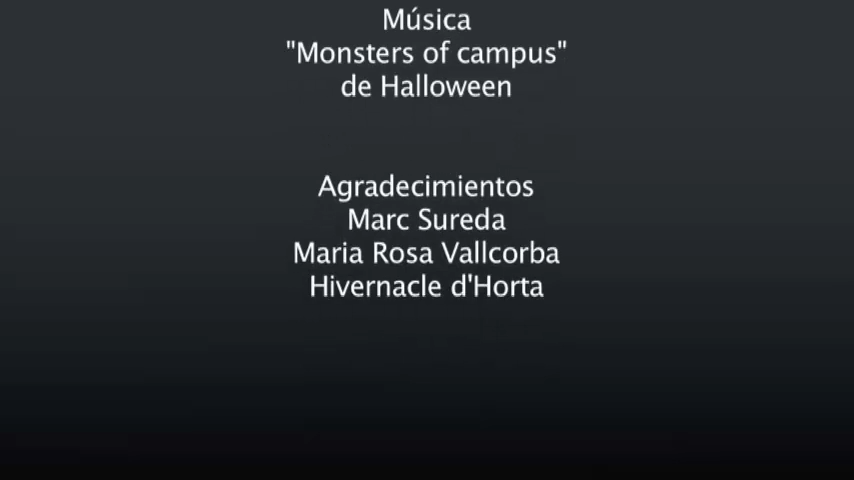 Música
"Monsters of campus"
de Halloween
Agradecimientos
Marc Sureda
Maria Rosa Vallcorba
Hivernacle d'Horta